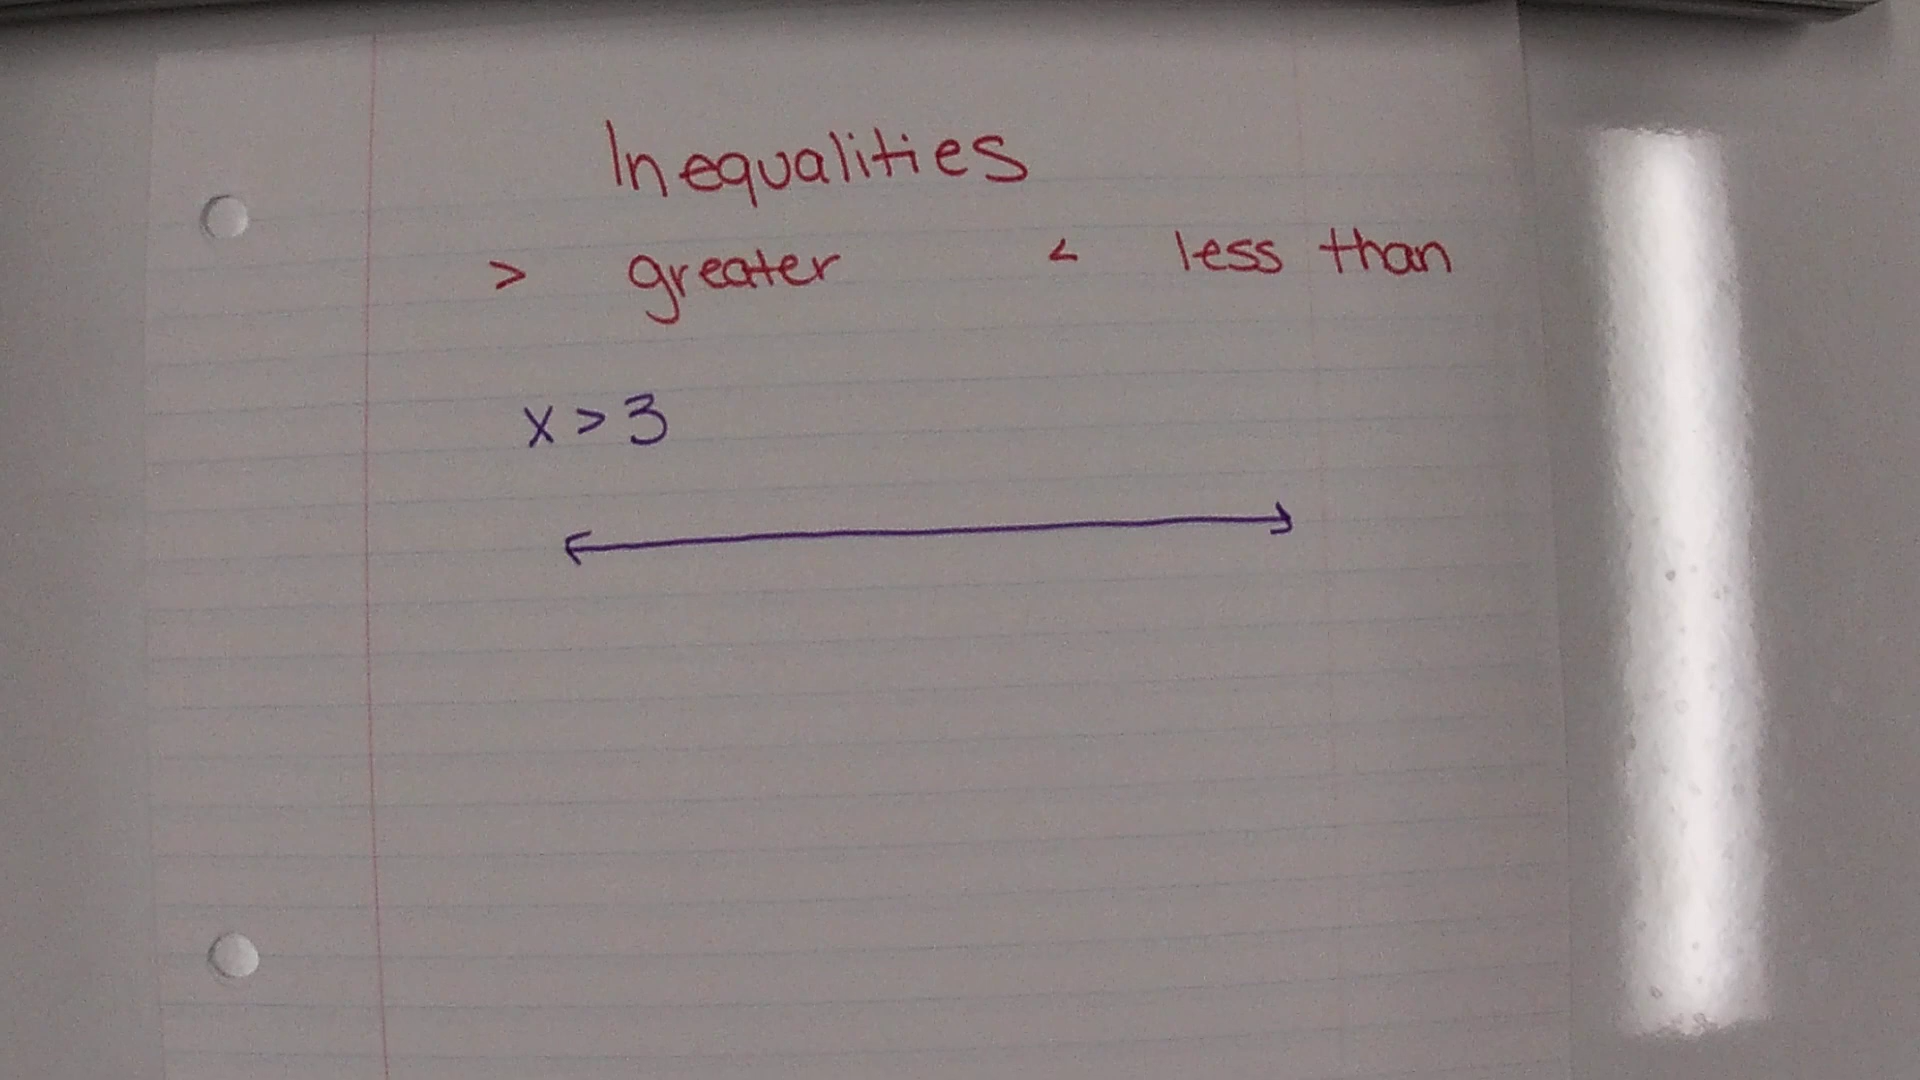 Inequalities
> greater < less than
x > 3